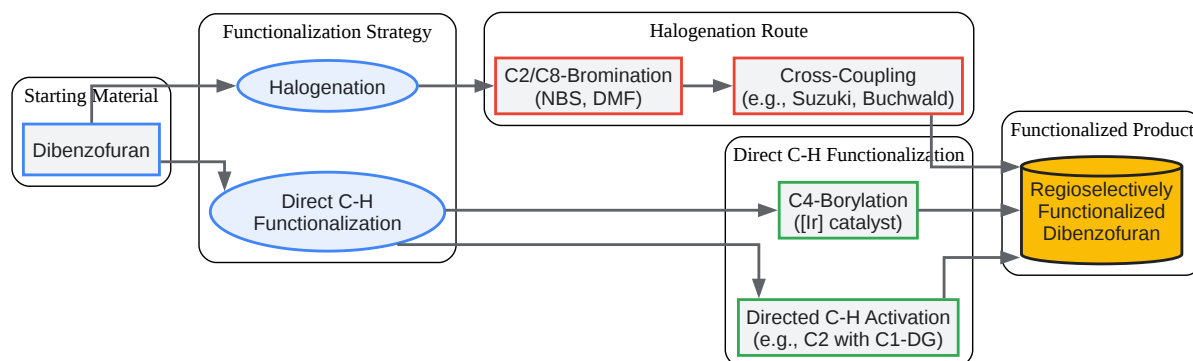 Functionalization Strategy
Halogenation Route
Halogenation
C2/C8-Bromination
(NBS, DMF)
Cross-Coupling
(e.g., Suzuki, Buchwald)
Starting Material
Dibenzofuran
Direct C-H
Functionalization
Direct C-H Functionalization
C4-Borylation
([Ir] catalyst)
Directed C-H Activation
(e.g., C2 with C1-DG)
Functionalized Product
Regioselectively
Functionalized
Dibenzofuran